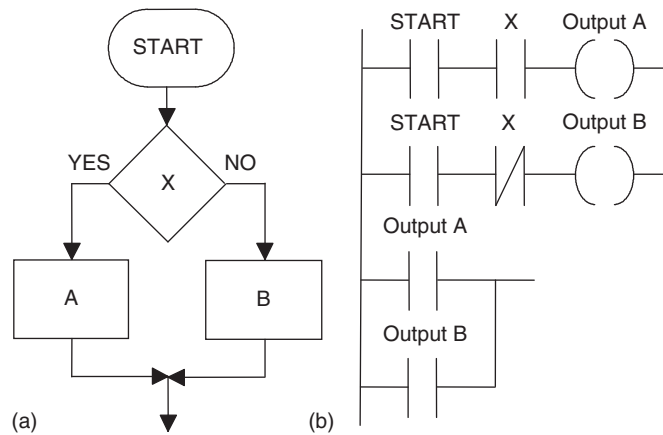 START
YES
NO
X
A
B
(a)
START X Output A
START X Output B
Output A
Output B
(b)